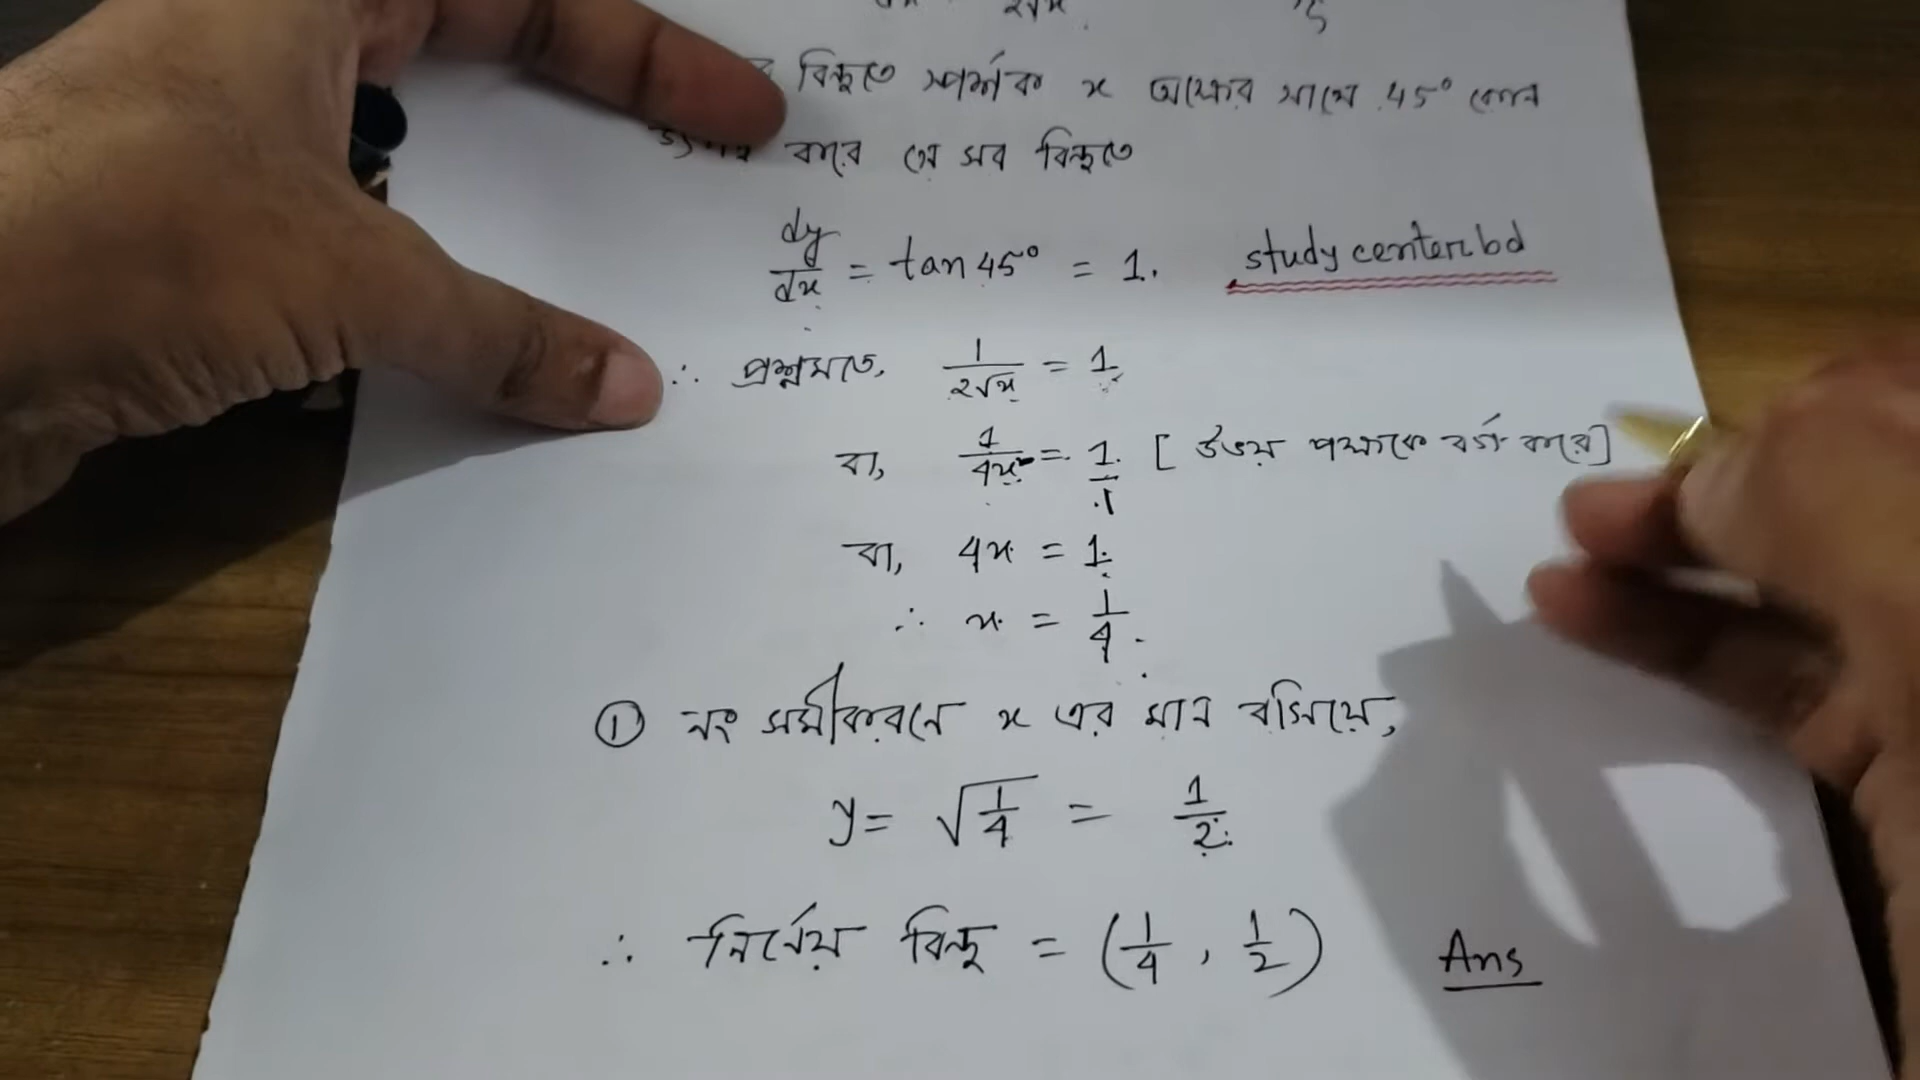 বিন্দুতে স্পর্শক x অক্ষের সাথে 45° কোন
করে সে সব বিন্দুতে
dy/dx = tan 45° = 1. study center bd
∴ প্রশ্নমতে, 1/2√x = 1
বা, 1/4x = 1/1 [উভয় পক্ষকে বর্গ করে]
বা, 4x = 1
∴ x = 1/4.
① নং সমীকরনে x এর মান বসিয়ে,
y = √1/4 = 1/2
∴ নির্ণেয় বিন্দু = (1/4, 1/2) Ans